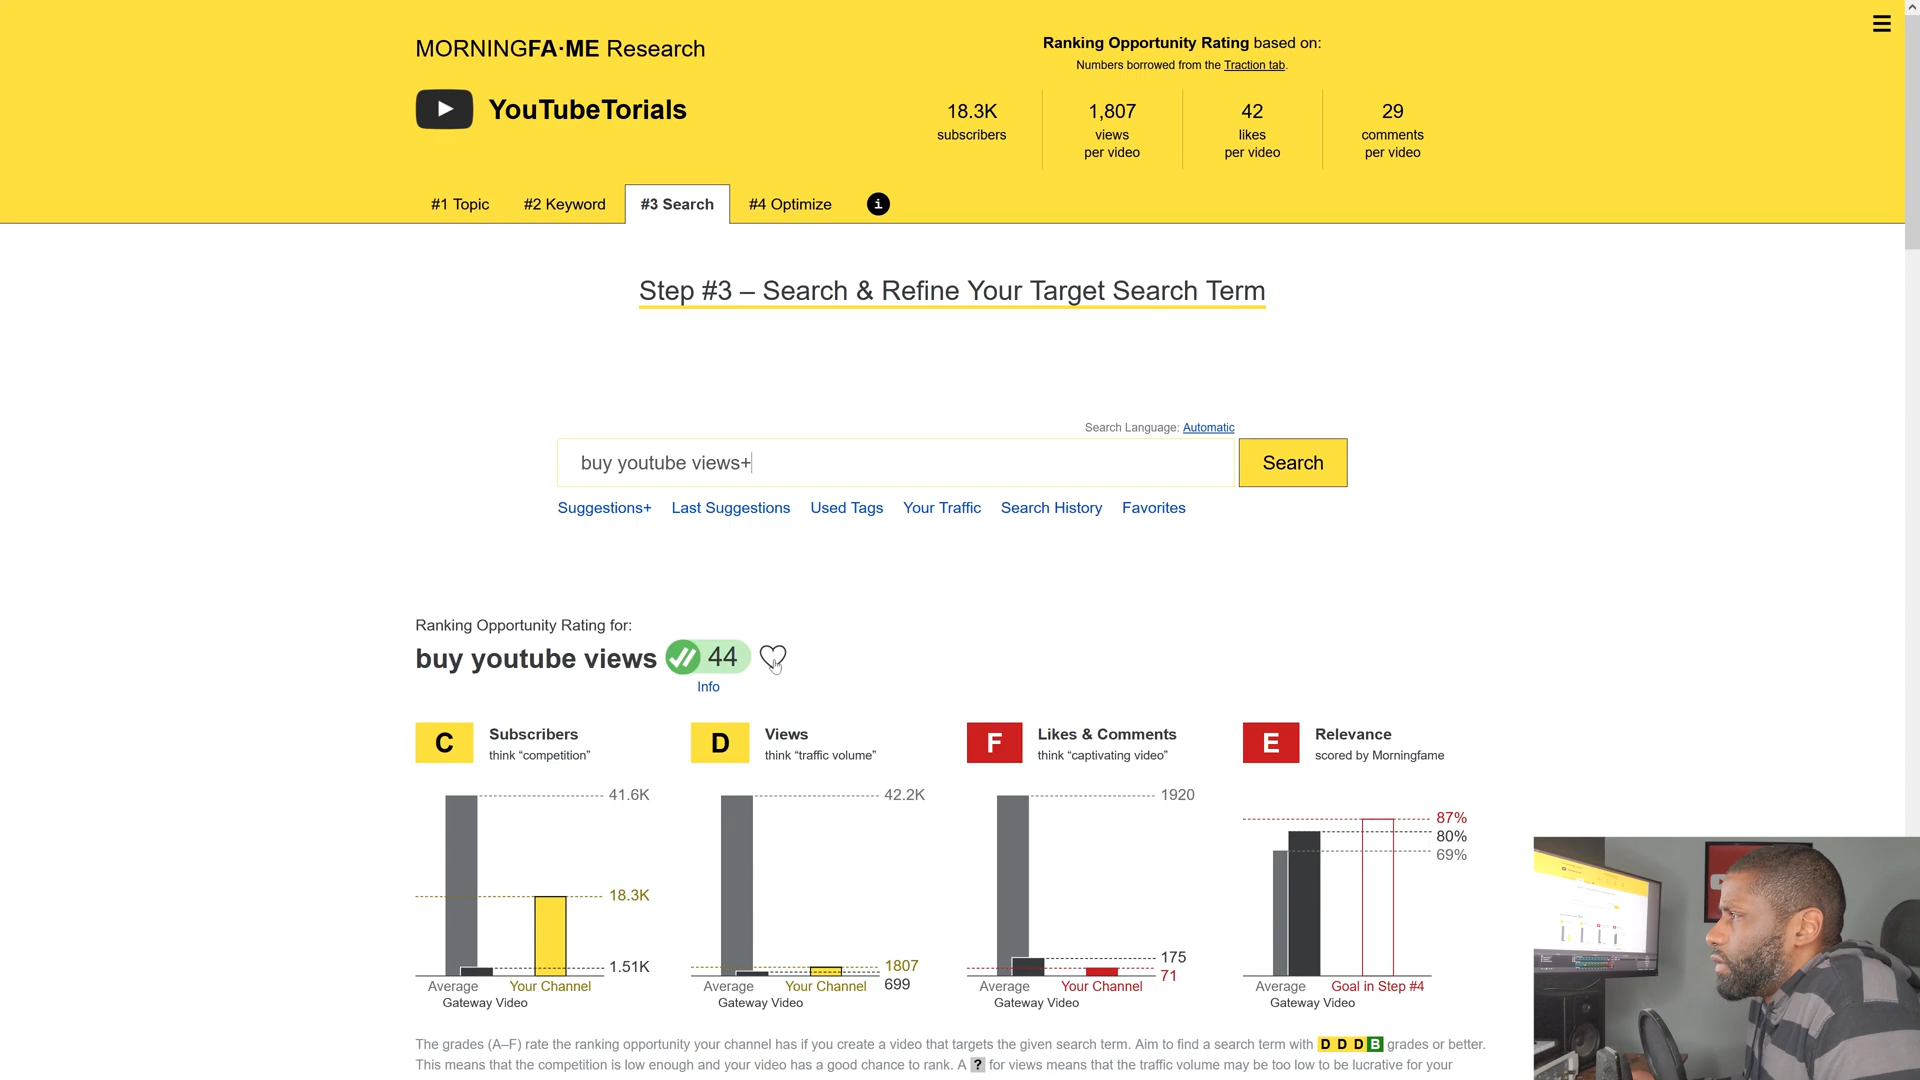 MORNINGFA·ME Research
YouTubeTorials
Ranking Opportunity Rating based on:
Numbers borrowed from the Traction tab.
18.3K
subscribers
1,807
views
per video
42
likes
per video
29
comments
per video
#1 Topic
#2 Keyword
#3 Search
#4 Optimize
i
Step #3 – Search & Refine Your Target Search Term
Search Language: Automatic
buy youtube views+
Search
Suggestions+
Last Suggestions
Used Tags
Your Traffic
Search History
Favorites
Ranking Opportunity Rating for:
buy youtube views
44
Info
C
Subscribers
think “competition”
41.6K
18.3K
1.51K
Average
Your Channel
Gateway Video
D
Views
think “traffic volume”
42.2K
1807
699
Average
Your Channel
Gateway Video
F
Likes & Comments
think “captivating video”
1920
175
71
Average
Your Channel
Gateway Video
E
Relevance
scored by Morningfame
87%
80%
69%
Average
Goal in Step #4
Gateway Video
The grades (A–F) rate the ranking opportunity your channel has if you create a video that targets the given search term. Aim to find a search term with D D D B grades or better.
This means that the competition is low enough and your video has a good chance to rank. A ? for views means that the traffic volume may be too low to be lucrative for your